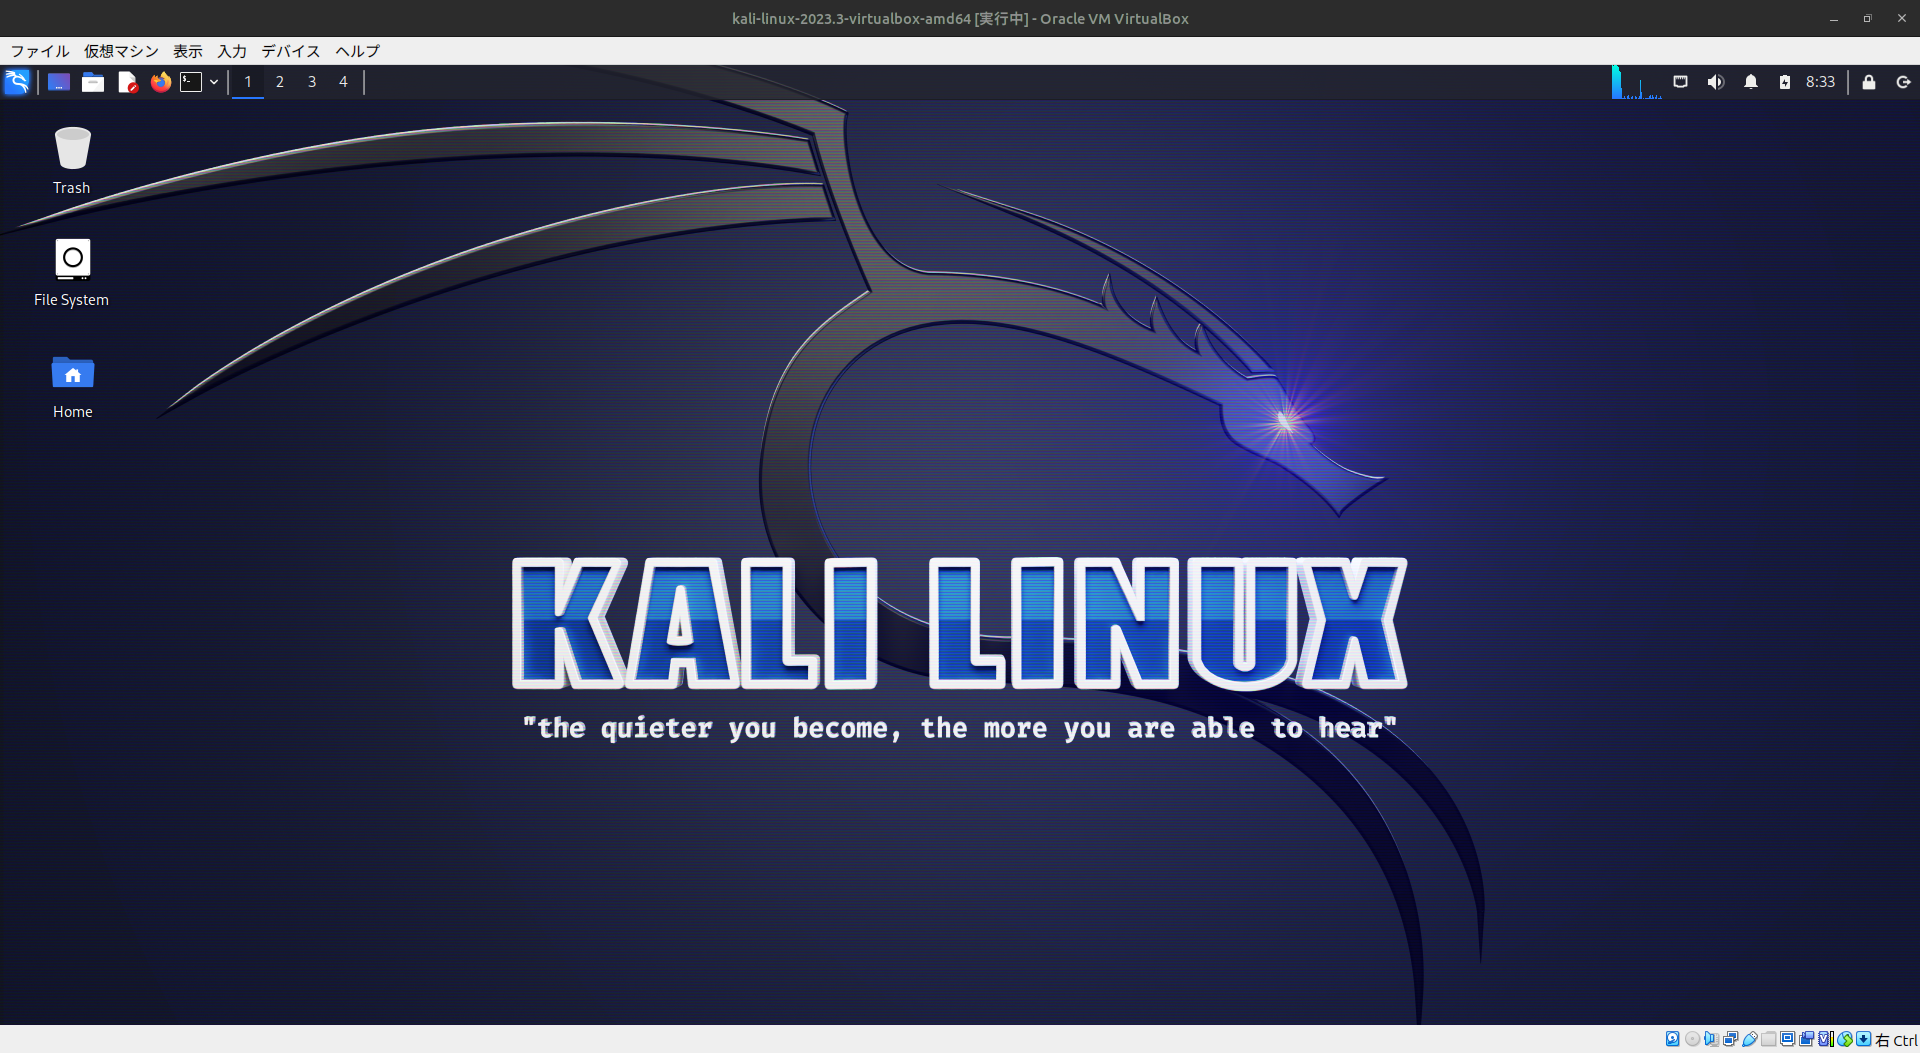 kali-linux-2023.3-virtualbox-amd64 [実行中] - Oracle VM VirtualBox
ファイル 仮想マシン 表示 入力 デバイス ヘルプ
1 2 3 4 8:33
Trash
File System
Home
KALI LINUX
"the quieter you become, the more you are able to hear"
右 Ctrl